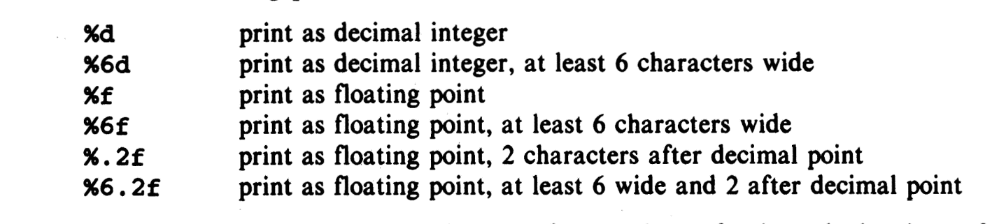 %d print as decimal integer
%6d print as decimal integer, at least 6 characters wide
%f print as floating point
%6f print as floating point, at least 6 characters wide
%.2f print as floating point, 2 characters after decimal point
%6.2f print as floating point, at least 6 wide and 2 after decimal point